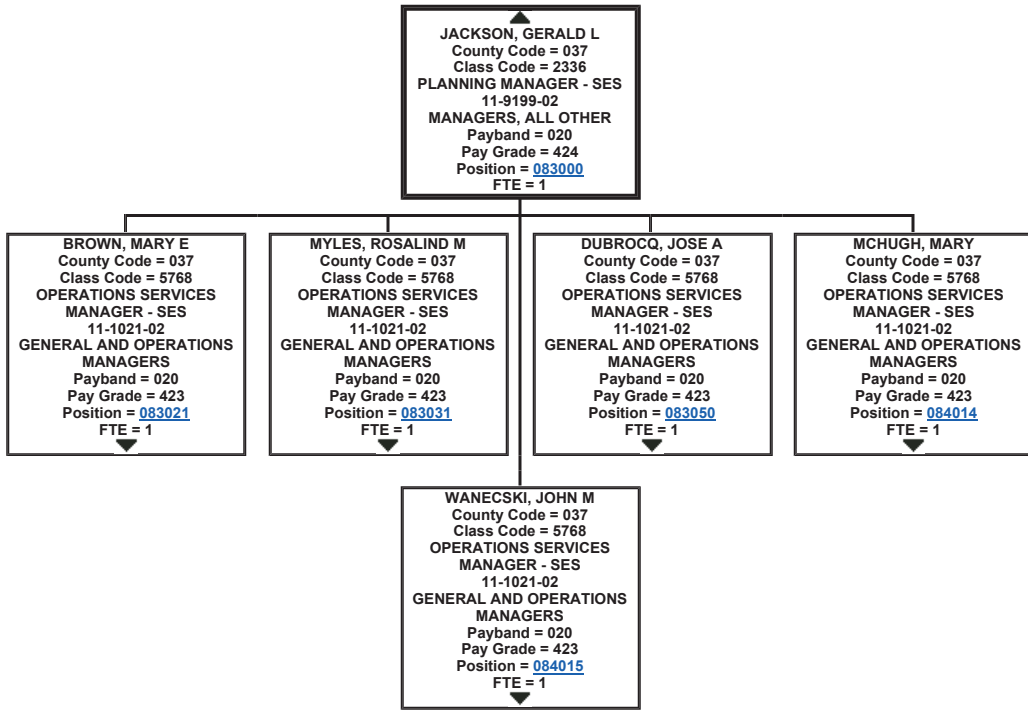 JACKSON, GERALD L
County Code = 037
Class Code = 2336
PLANNING MANAGER - SES
11-9199-02
MANAGERS, ALL OTHER
Payband = 020
Pay Grade = 424
Position = 083000
FTE = 1
BROWN, MARY E
County Code = 037
Class Code = 5768
OPERATIONS SERVICES
MANAGER - SES
11-1021-02
GENERAL AND OPERATIONS
MANAGERS
Payband = 020
Pay Grade = 423
Position = 083021
FTE = 1
MYLES, ROSALIND M
County Code = 037
Class Code = 5768
OPERATIONS SERVICES
MANAGER - SES
11-1021-02
GENERAL AND OPERATIONS
MANAGERS
Payband = 020
Pay Grade = 423
Position = 083031
FTE = 1
DUBROCQ, JOSE A
County Code = 037
Class Code = 5768
OPERATIONS SERVICES
MANAGER - SES
11-1021-02
GENERAL AND OPERATIONS
MANAGERS
Payband = 020
Pay Grade = 423
Position = 083050
FTE = 1
MCHUGH, MARY
County Code = 037
Class Code = 5768
OPERATIONS SERVICES
MANAGER - SES
11-1021-02
GENERAL AND OPERATIONS
MANAGERS
Payband = 020
Pay Grade = 423
Position = 084014
FTE = 1
WANECSKI, JOHN M
County Code = 037
Class Code = 5768
OPERATIONS SERVICES
MANAGER - SES
11-1021-02
GENERAL AND OPERATIONS
MANAGERS
Payband = 020
Pay Grade = 423
Position = 084015
FTE = 1